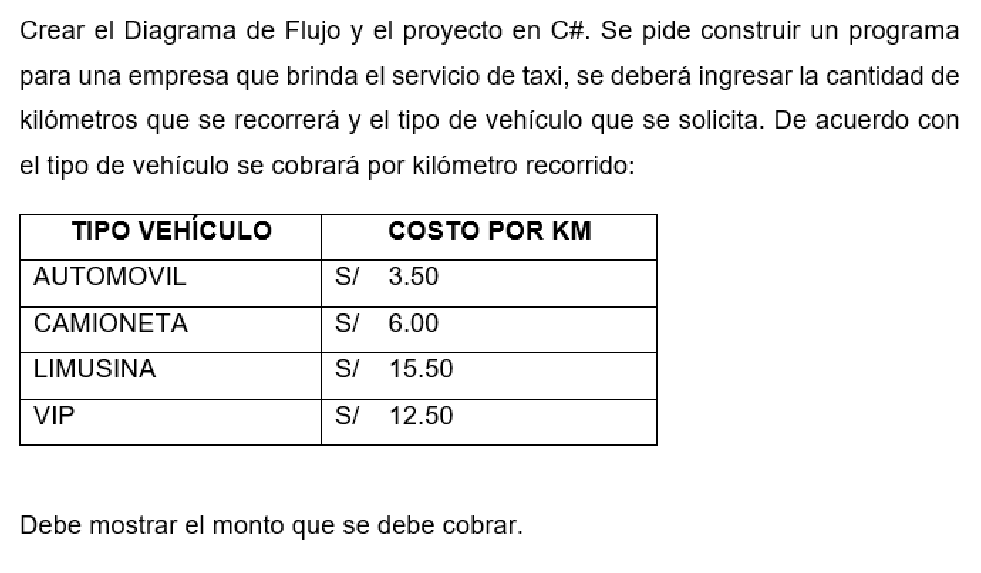 Crear el Diagrama de Flujo y el proyecto en C#. Se pide construir un programa
para una empresa que brinda el servicio de taxi, se deberá ingresar la cantidad de
kilómetros que se recorrerá y el tipo de vehículo que se solicita. De acuerdo con
el tipo de vehículo se cobrará por kilómetro recorrido:
TIPO VEHÍCULO COSTO POR KM
AUTOMOVIL S/ 3.50
CAMIONETA S/ 6.00
LIMUSINA S/ 15.50
VIP S/ 12.50
Debe mostrar el monto que se debe cobrar.